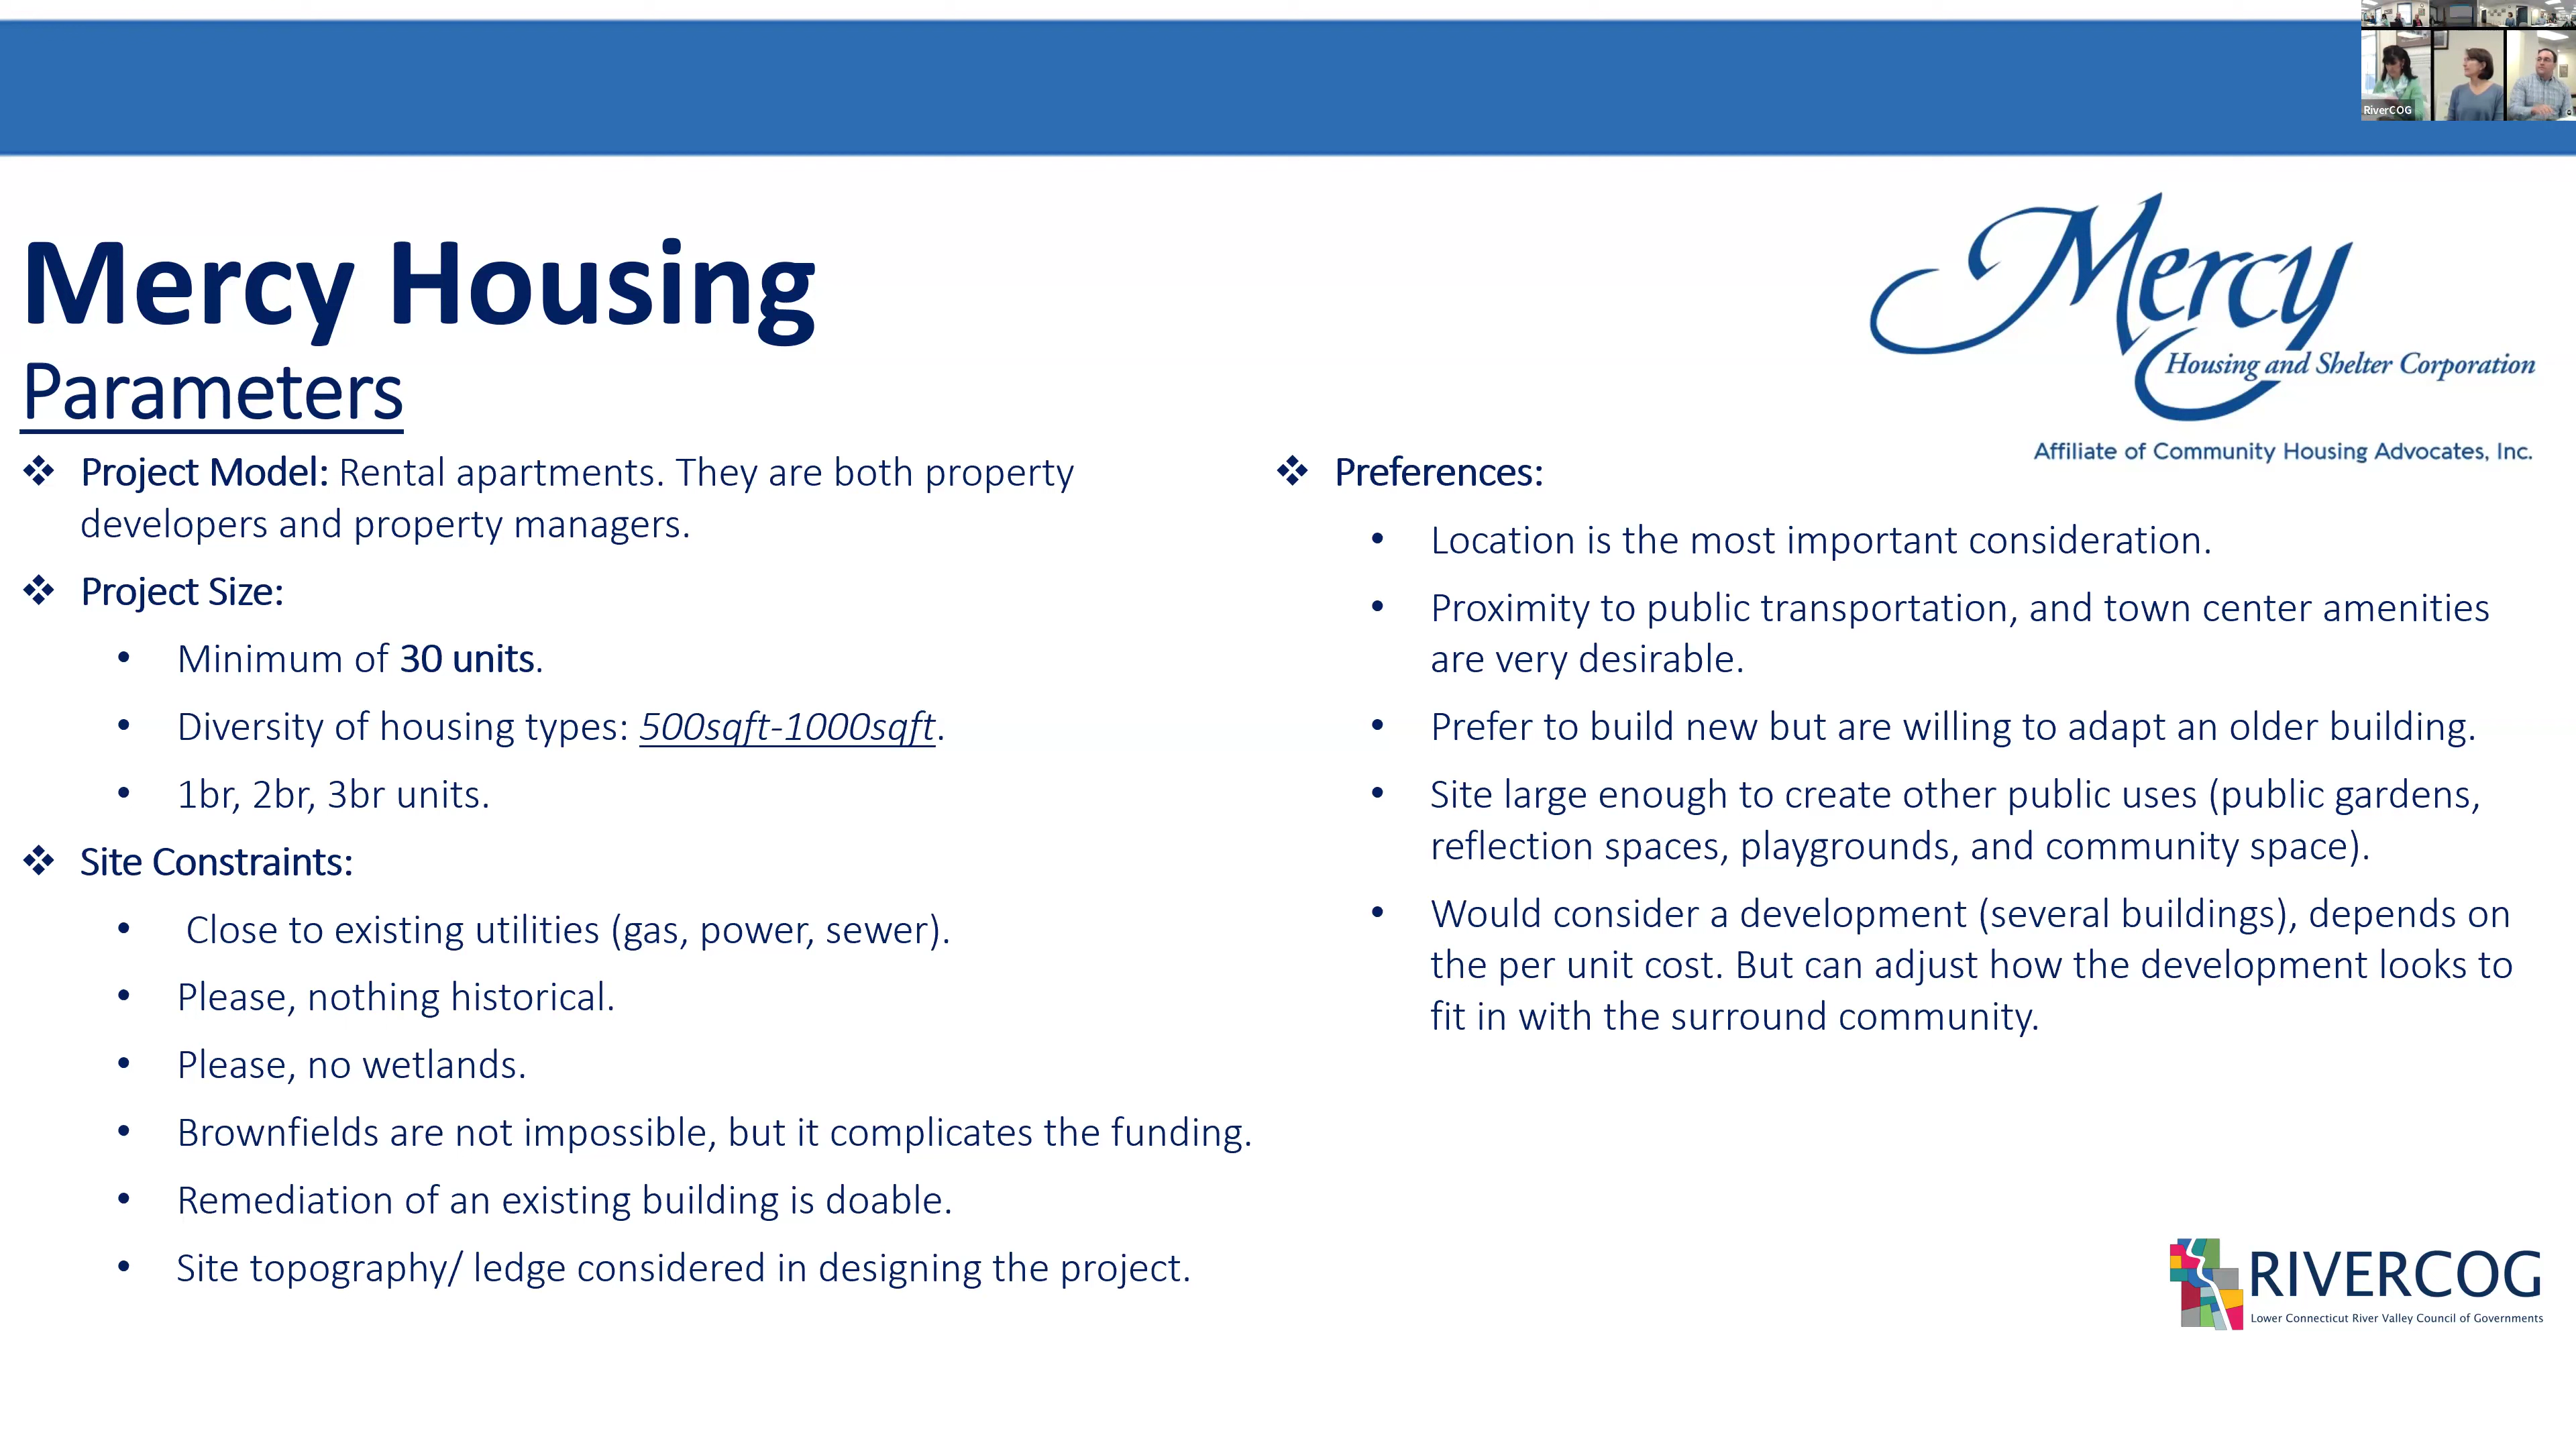 RiverCOG
Mercy Housing
Parameters
Mercy
Housing and Shelter Corporation
Affiliate of Community Housing Advocates, Inc.
❖ Project Model: Rental apartments. They are both property
developers and property managers.
❖ Project Size:
• Minimum of 30 units.
• Diversity of housing types: 500sqft-1000sqft.
• 1br, 2br, 3br units.
❖ Site Constraints:
• Close to existing utilities (gas, power, sewer).
• Please, nothing historical.
• Please, no wetlands.
• Brownfields are not impossible, but it complicates the funding.
• Remediation of an existing building is doable.
• Site topography/ ledge considered in designing the project.
❖ Preferences:
• Location is the most important consideration.
• Proximity to public transportation, and town center amenities
are very desirable.
• Prefer to build new but are willing to adapt an older building.
• Site large enough to create other public uses (public gardens,
reflection spaces, playgrounds, and community space).
• Would consider a development (several buildings), depends on
the per unit cost. But can adjust how the development looks to
fit in with the surround community.
RIVERCOG
Lower Connecticut River Valley Council of Governments